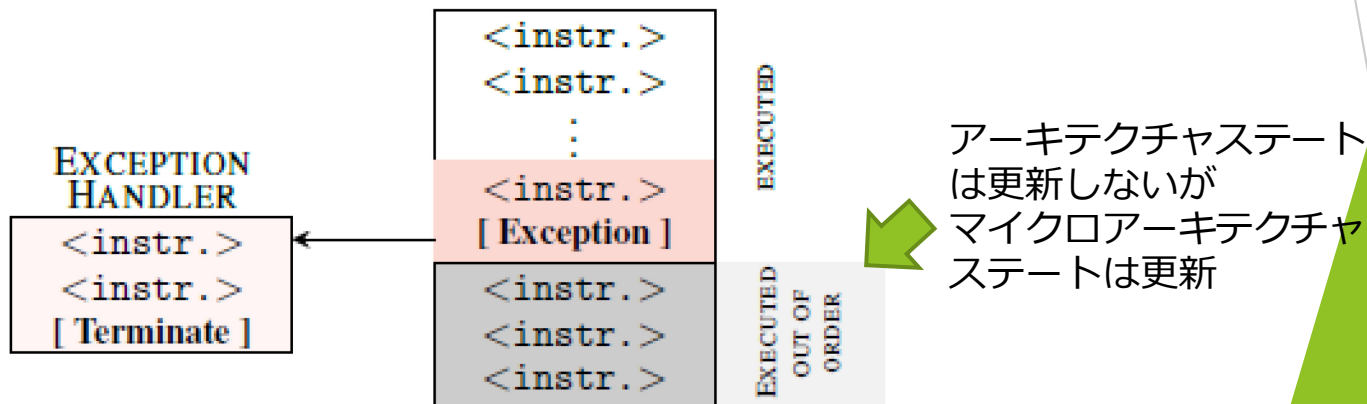 <instr.>
<instr.>
⋮
<instr.>
[ Exception ]
<instr.>
<instr.>
<instr.>
EXCEPTION
HANDLER
<instr.>
<instr.>
[ Terminate ]
EXECUTED
EXECUTED
OUT OF
ORDER
アーキテクチャステート
は更新しないが
マイクロアーキテクチャ
ステートは更新